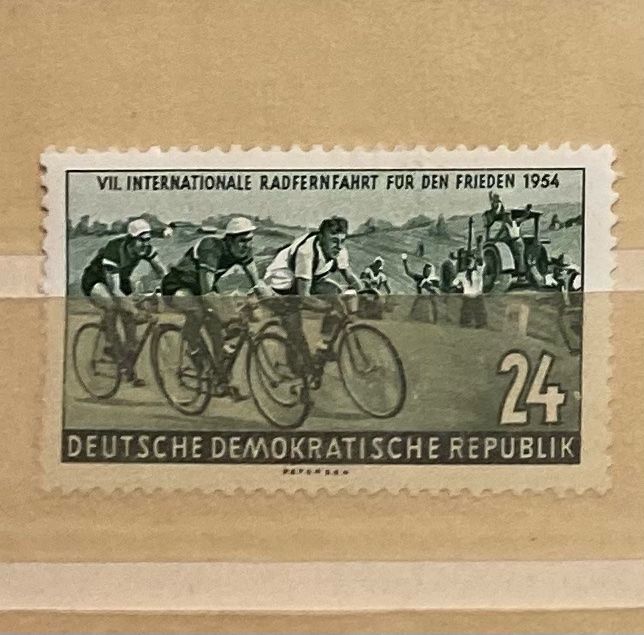 VII. INTERNATIONALE RADFERNFAHRT FÜR DEN FRIEDEN 1954
24
DEUTSCHE DEMOKRATISCHE REPUBLIK